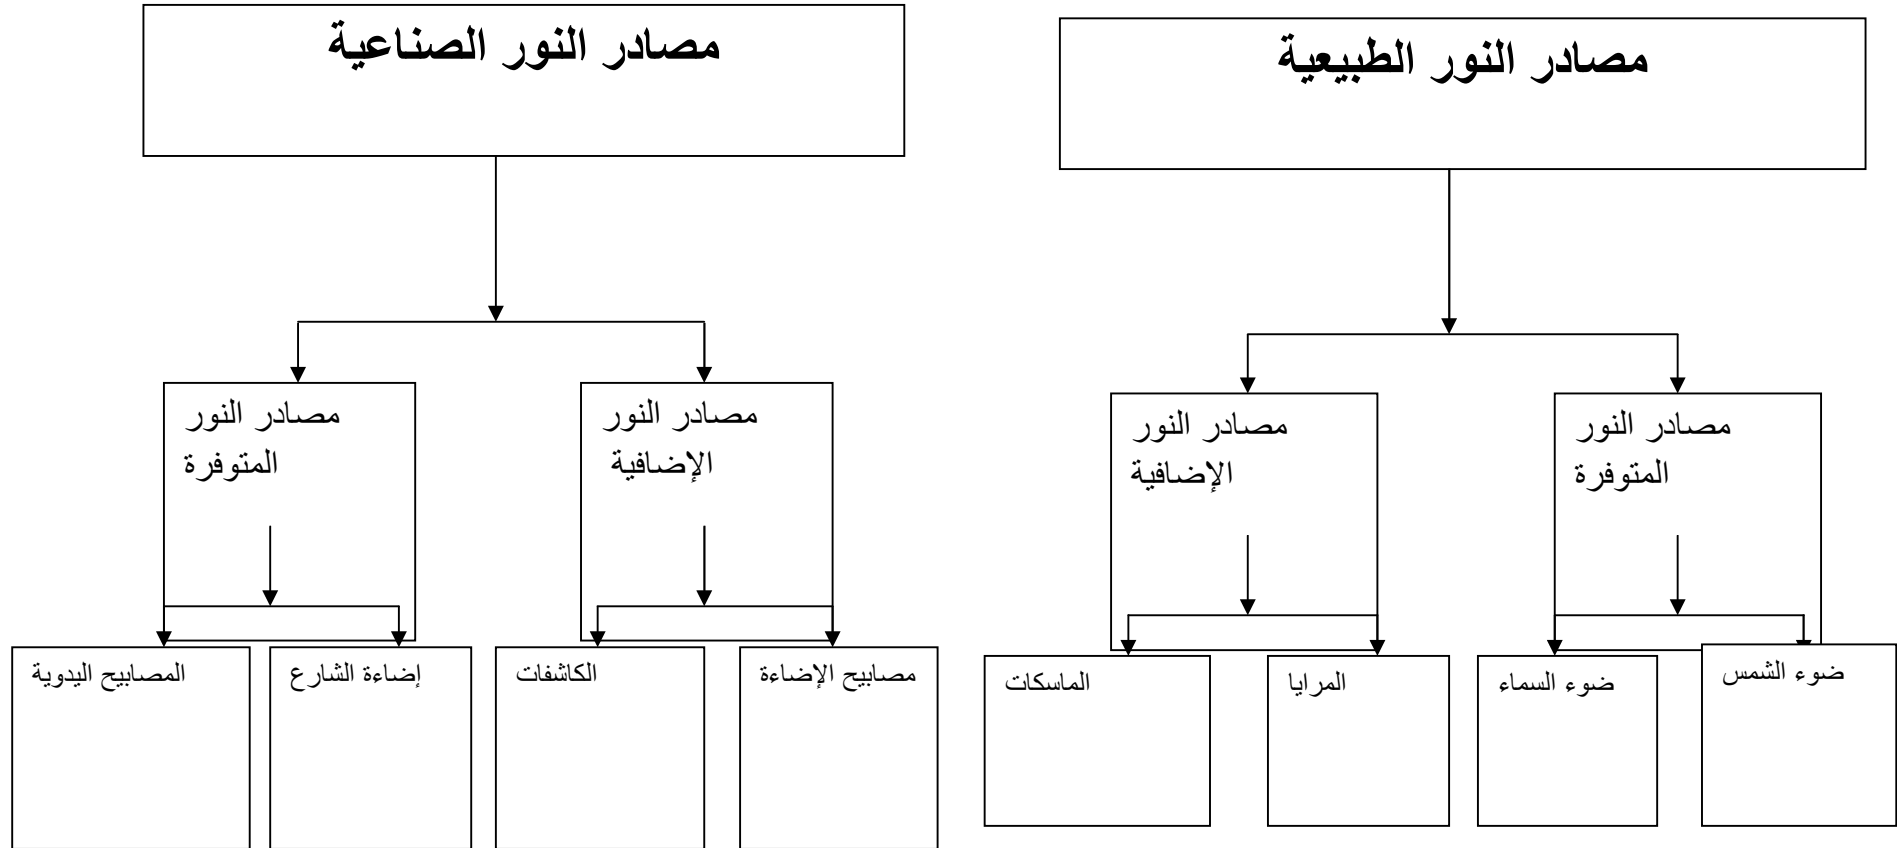 مصادر النور الطبيعية
مصادر النور الصناعية
مصادر النور
المتوفرة
مصادر النور
الإضافية
مصادر النور
الإضافية
مصادر النور
المتوفرة
ضوء الشمس
ضوء السماء
المرايا
الماسكات
مصابيح الإضاءة
الكاشفات
إضاءة الشارع
المصابيح اليدوية